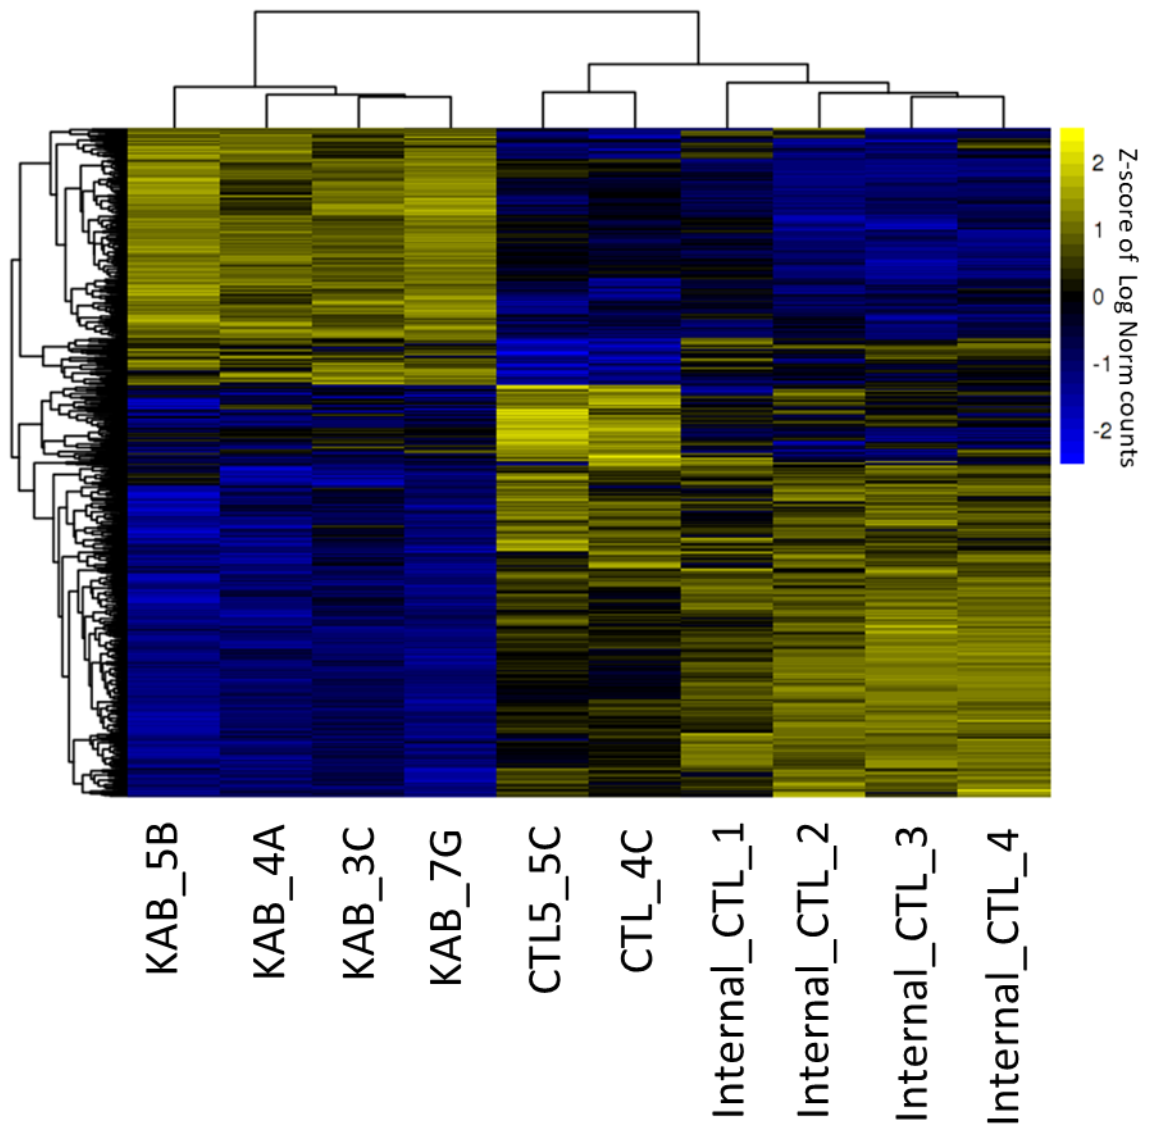 2
1
0
-1
-2
Z-score of Log Norm counts
KAB_5B
KAB_4A
KAB_3C
KAB_7G
CTL5_5C
CTL_4C
Internal_CTL_1
Internal_CTL_2
Internal_CTL_3
Internal_CTL_4